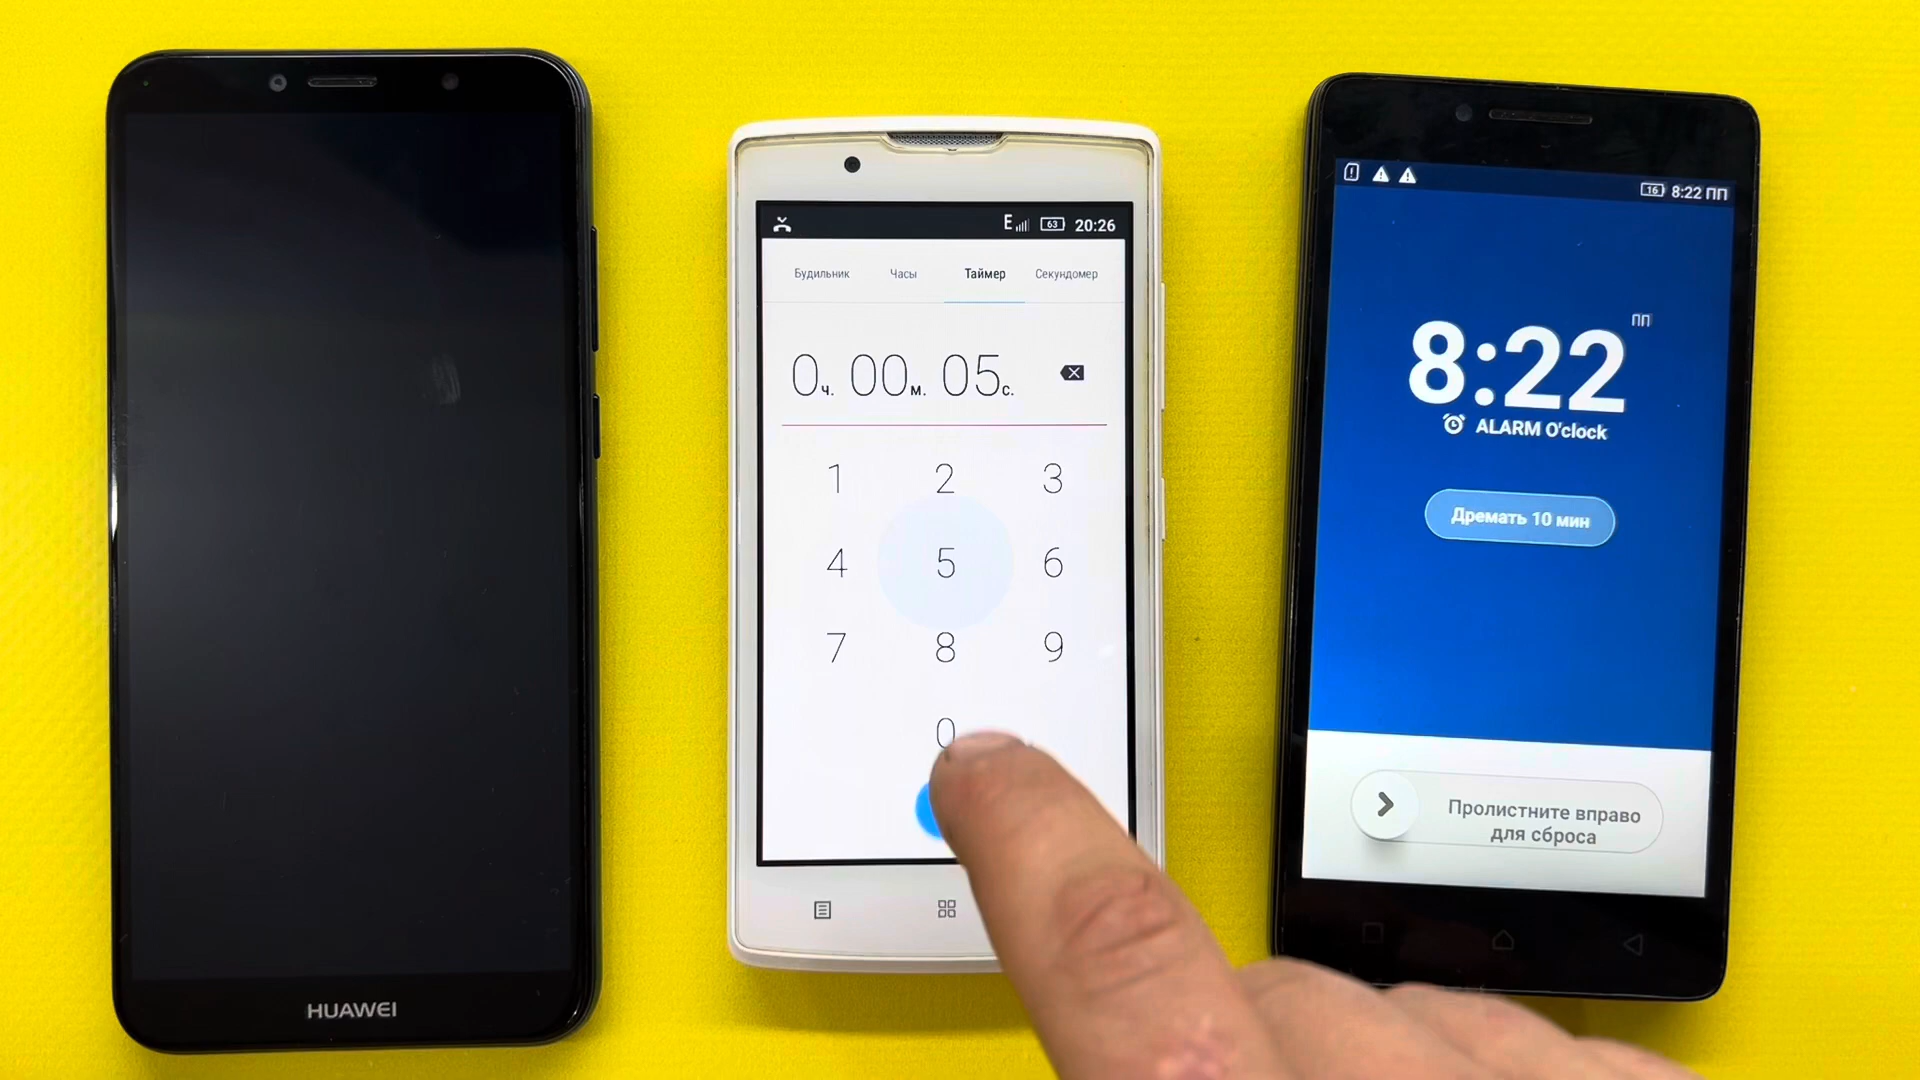 HUAWEI
E 63 20:26
Будильник Часы Таймер Секундомер
0ч. 00м. 05с.
1 2 3
4 5 6
7 8 9
0
16 8:22 ПП
8:22 ПП
ALARM O'clock
Дремать 10 мин
Пролистните вправо
для сброса